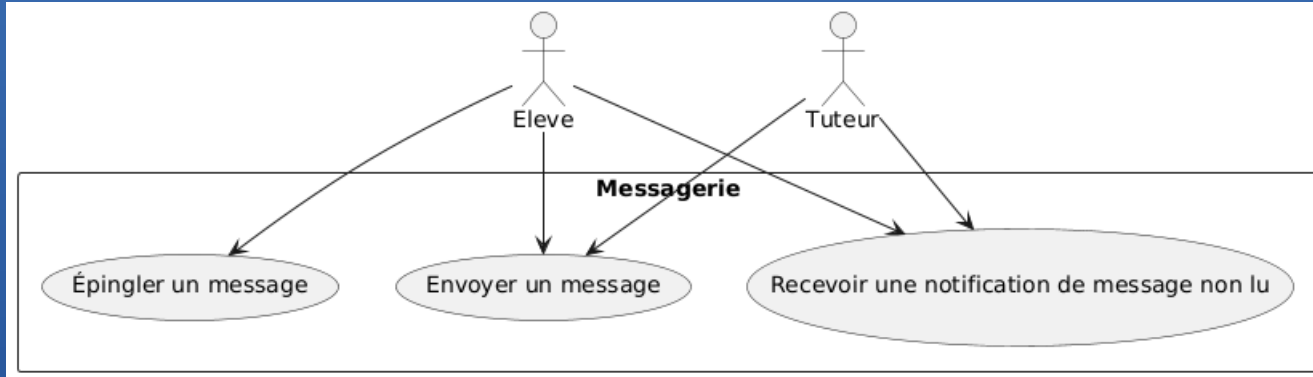 Eleve
Tuteur
Messagerie
Épingler un message
Envoyer un message
Recevoir une notification de message non lu